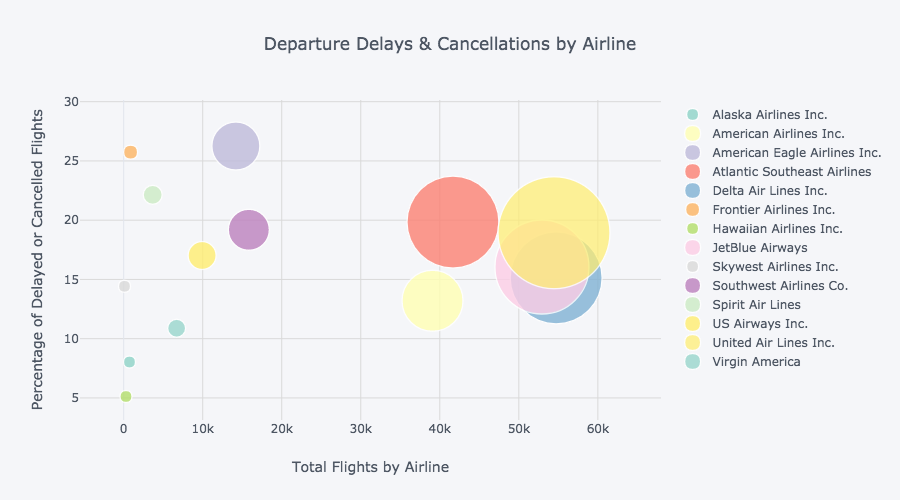 Departure Delays & Cancellations by Airline
Percentage of Delayed or Cancelled Flights
30
25
20
15
10
5
0
10k
20k
30k
40k
50k
60k
Total Flights by Airline
Alaska Airlines Inc.
American Airlines Inc.
American Eagle Airlines Inc.
Atlantic Southeast Airlines
Delta Air Lines Inc.
Frontier Airlines Inc.
Hawaiian Airlines Inc.
JetBlue Airways
Skywest Airlines Inc.
Southwest Airlines Co.
Spirit Air Lines
US Airways Inc.
United Air Lines Inc.
Virgin America